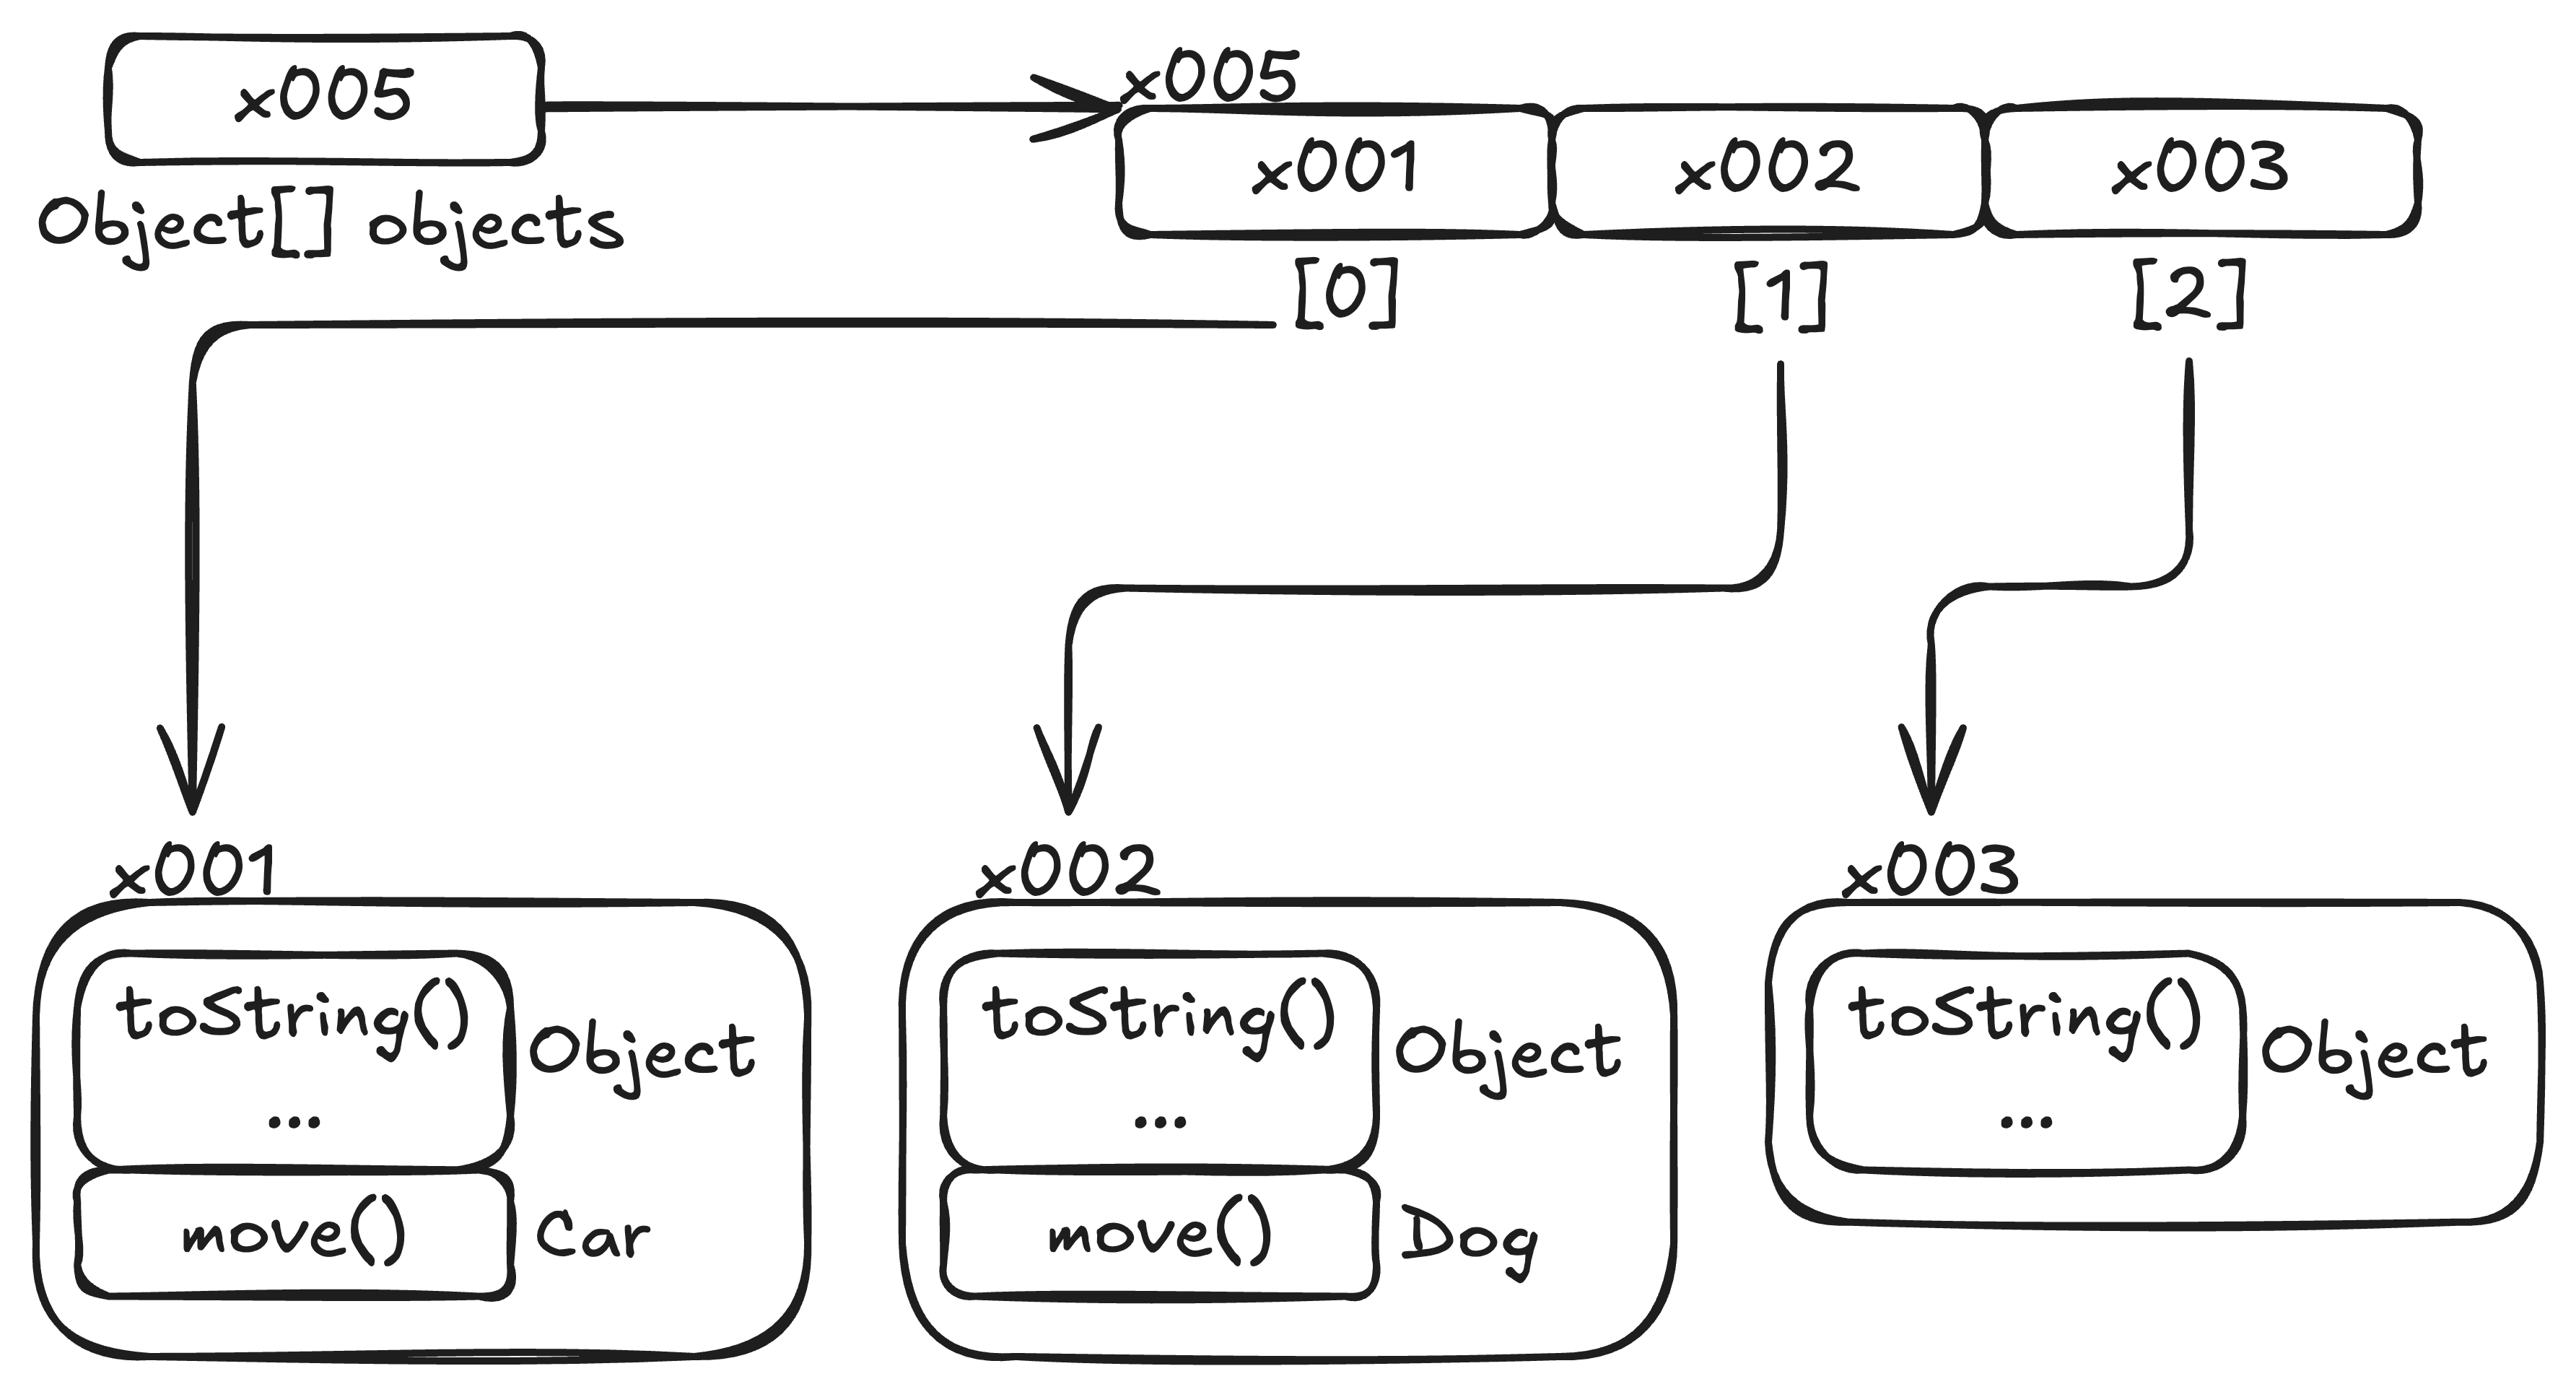 x005
x005
Object[] objects
x001 x002 x003
[0] [1] [2]
x001 x002 x003
toString() Object toString() Object toString() Object
... ... ...
move() Car move() Dog